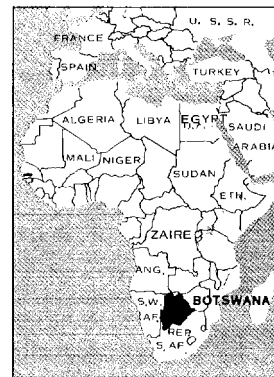 U. S. S. R.
FRANCE
SPAIN
TURKEY
ALGERIA
LIBYA
EGYPT
SAUDI
ARABIA
MALI
NIGER
SUDAN
ETH.
ZAIRE
ANG.
S.W.
AF.
BOTSWANA
REP.
S. AF.